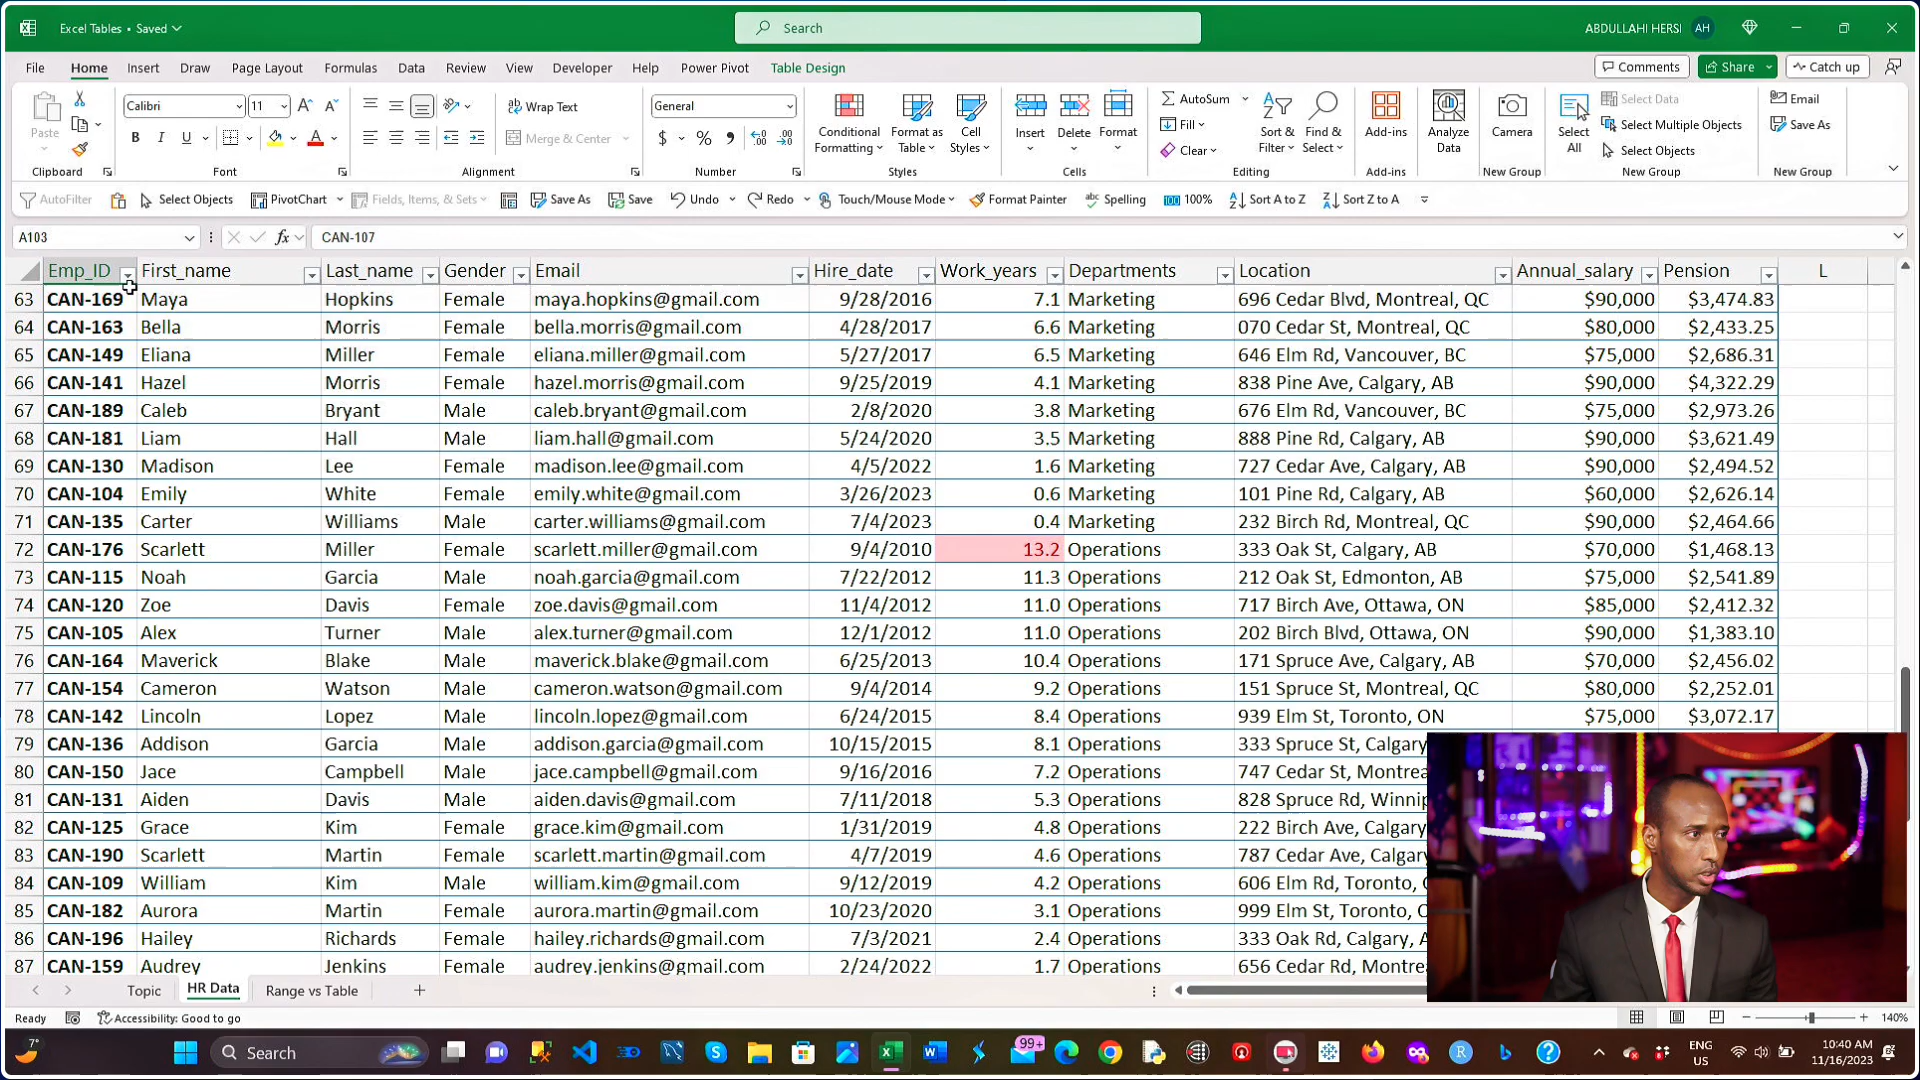 Excel Tables • Saved
Search
ABDULLAHI HERSI AH
File Home Insert Draw Page Layout Formulas Data Review View Developer Help Power Pivot Table Design
Comments Share Catch up
Paste
Calibri 11
B I U
Wrap Text
Merge & Center
General
$ %
Conditional Formatting
Format as Table
Cell Styles
Insert Delete Format
AutoSum
Fill
Clear
Sort & Filter
Find & Select
Add-ins
Analyze Data
Camera
Select All
Select Data
Select Multiple Objects
Select Objects
Email
Save As
Clipboard Font Alignment Number Styles Cells Editing Add-ins New Group New Group New Group
AutoFilter Select Objects PivotChart Fields, Items, & Sets Save As Save Undo Redo Touch/Mouse Mode Format Painter Spelling 100% Sort A to Z Sort Z to A
A103 fx CAN-107
Emp_ID First_name Last_name Gender Email Hire_date Work_years Departments Location Annual_salary Pension L
63 CAN-169 Maya Hopkins Female maya.hopkins@gmail.com 9/28/2016 7.1 Marketing 696 Cedar Blvd, Montreal, QC $90,000 $3,474.83
64 CAN-163 Bella Morris Female bella.morris@gmail.com 4/28/2017 6.6 Marketing 070 Cedar St, Montreal, QC $80,000 $2,433.25
65 CAN-149 Eliana Miller Female eliana.miller@gmail.com 5/27/2017 6.5 Marketing 646 Elm Rd, Vancouver, BC $75,000 $2,686.31
66 CAN-141 Hazel Morris Female hazel.morris@gmail.com 9/25/2019 4.1 Marketing 838 Pine Ave, Calgary, AB $90,000 $4,322.29
67 CAN-189 Caleb Bryant Male caleb.bryant@gmail.com 2/8/2020 3.8 Marketing 676 Elm Rd, Vancouver, BC $75,000 $2,973.26
68 CAN-181 Liam Hall Male liam.hall@gmail.com 5/24/2020 3.5 Marketing 888 Pine Rd, Calgary, AB $90,000 $3,621.49
69 CAN-130 Madison Lee Female madison.lee@gmail.com 4/5/2022 1.6 Marketing 727 Cedar Ave, Calgary, AB $90,000 $2,494.52
70 CAN-104 Emily White Female emily.white@gmail.com 3/26/2023 0.6 Marketing 101 Pine Rd, Calgary, AB $60,000 $2,626.14
71 CAN-135 Carter Williams Male carter.williams@gmail.com 7/4/2023 0.4 Marketing 232 Birch Rd, Montreal, QC $90,000 $2,464.66
72 CAN-176 Scarlett Miller Female scarlett.miller@gmail.com 9/4/2010 13.2 Operations 333 Oak St, Calgary, AB $70,000 $1,468.13
73 CAN-115 Noah Garcia Male noah.garcia@gmail.com 7/22/2012 11.3 Operations 212 Oak St, Edmonton, AB $75,000 $2,541.89
74 CAN-120 Zoe Davis Female zoe.davis@gmail.com 11/4/2012 11.0 Operations 717 Birch Ave, Ottawa, ON $85,000 $2,412.32
75 CAN-105 Alex Turner Male alex.turner@gmail.com 12/1/2012 11.0 Operations 202 Birch Blvd, Ottawa, ON $90,000 $1,383.10
76 CAN-164 Maverick Blake Male maverick.blake@gmail.com 6/25/2013 10.4 Operations 171 Spruce Ave, Calgary, AB $70,000 $2,456.02
77 CAN-154 Cameron Watson Male cameron.watson@gmail.com 9/4/2014 9.2 Operations 151 Spruce St, Montreal, QC $80,000 $2,252.01
78 CAN-142 Lincoln Lopez Male lincoln.lopez@gmail.com 6/24/2015 8.4 Operations 939 Elm St, Toronto, ON $75,000 $3,072.17
79 CAN-136 Addison Garcia Male addison.garcia@gmail.com 10/15/2015 8.1 Operations 333 Spruce St, Calgary
80 CAN-150 Jace Campbell Male jace.campbell@gmail.com 9/16/2016 7.2 Operations 747 Cedar St, Montre
81 CAN-131 Aiden Davis Male aiden.davis@gmail.com 7/11/2018 5.3 Operations 828 Spruce Rd, Winnip
82 CAN-125 Grace Kim Female grace.kim@gmail.com 1/31/2019 4.8 Operations 222 Birch Ave, Calgary,
83 CAN-190 Scarlett Martin Female scarlett.martin@gmail.com 4/7/2019 4.6 Operations 787 Cedar Ave, Calgary,
84 CAN-109 William Kim Male william.kim@gmail.com 9/12/2019 4.2 Operations 606 Elm Rd, Toronto,
85 CAN-182 Aurora Martin Female aurora.martin@gmail.com 10/23/2020 3.1 Operations 999 Elm St, Toronto,
86 CAN-196 Hailey Richards Female hailey.richards@gmail.com 7/3/2021 2.4 Operations 333 Oak Rd, Calgary, A
87 CAN-159 Audrey Jenkins Female audrey.jenkins@gmail.com 2/24/2022 1.7 Operations 656 Cedar Rd, Montrea
Topic HR Data Range vs Table
Ready Accessibility: Good to go 140%
7°
Search
99+
ENG
US
10:40 AM
11/16/2023